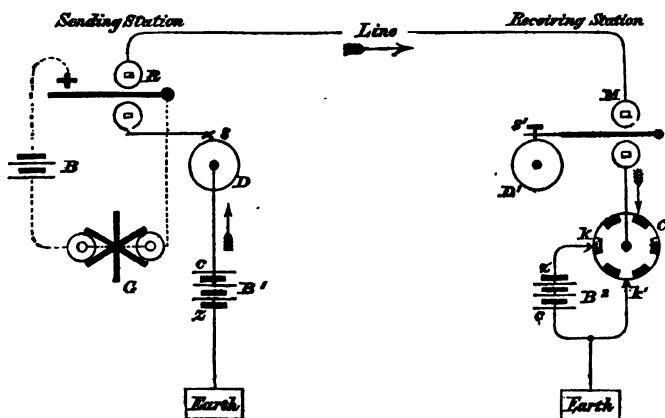 Sending Station
Line
Receiving Station
R
M
s
s'
B
D
D'
C
k
c
z
B'
B²
k'
z
c
G
Earth
Earth